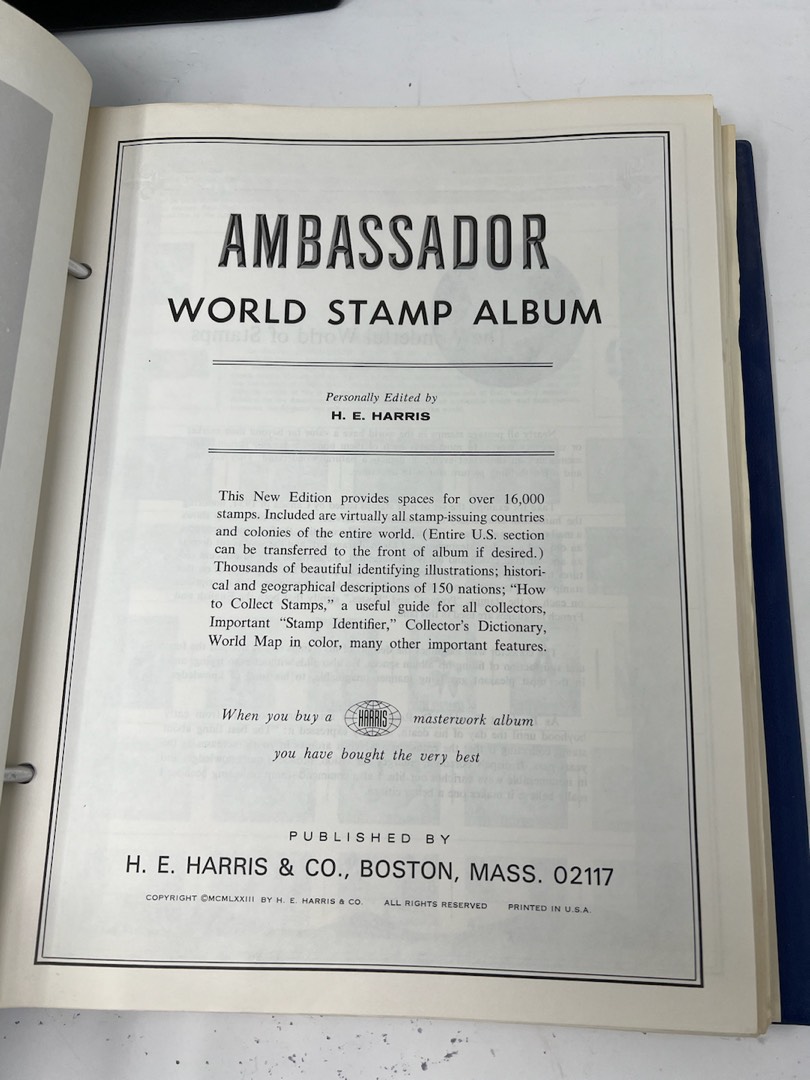 AMBASSADOR
WORLD STAMP ALBUM
Personally Edited by
H. E. HARRIS
This New Edition provides spaces for over 16,000
stamps. Included are virtually all stamp-issuing countries
and colonies of the entire world. (Entire U.S. section
can be transferred to the front of album if desired.)
Thousands of beautiful identifying illustrations; histori-
cal and geographical descriptions of 150 nations; “How
to Collect Stamps,” a useful guide for all collectors,
Important “Stamp Identifier,” Collector’s Dictionary,
World Map in color, many other important features.
When you buy a HARRIS masterwork album
you have bought the very best
PUBLISHED BY
H. E. HARRIS & CO., BOSTON, MASS. 02117
COPYRIGHT ©MCMLXXIII BY H. E. HARRIS & CO. ALL RIGHTS RESERVED PRINTED IN U.S.A.